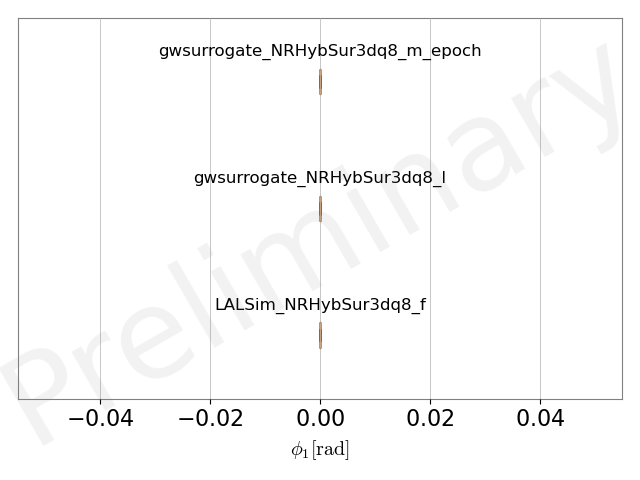 gwsurrogate_NRHybSur3dq8_m_epoch
gwsurrogate_NRHybSur3dq8_l
LALSim_NRHybSur3dq8_f
Preliminary
−0.04 −0.02 0.00 0.02 0.04
ϕ₁[rad]